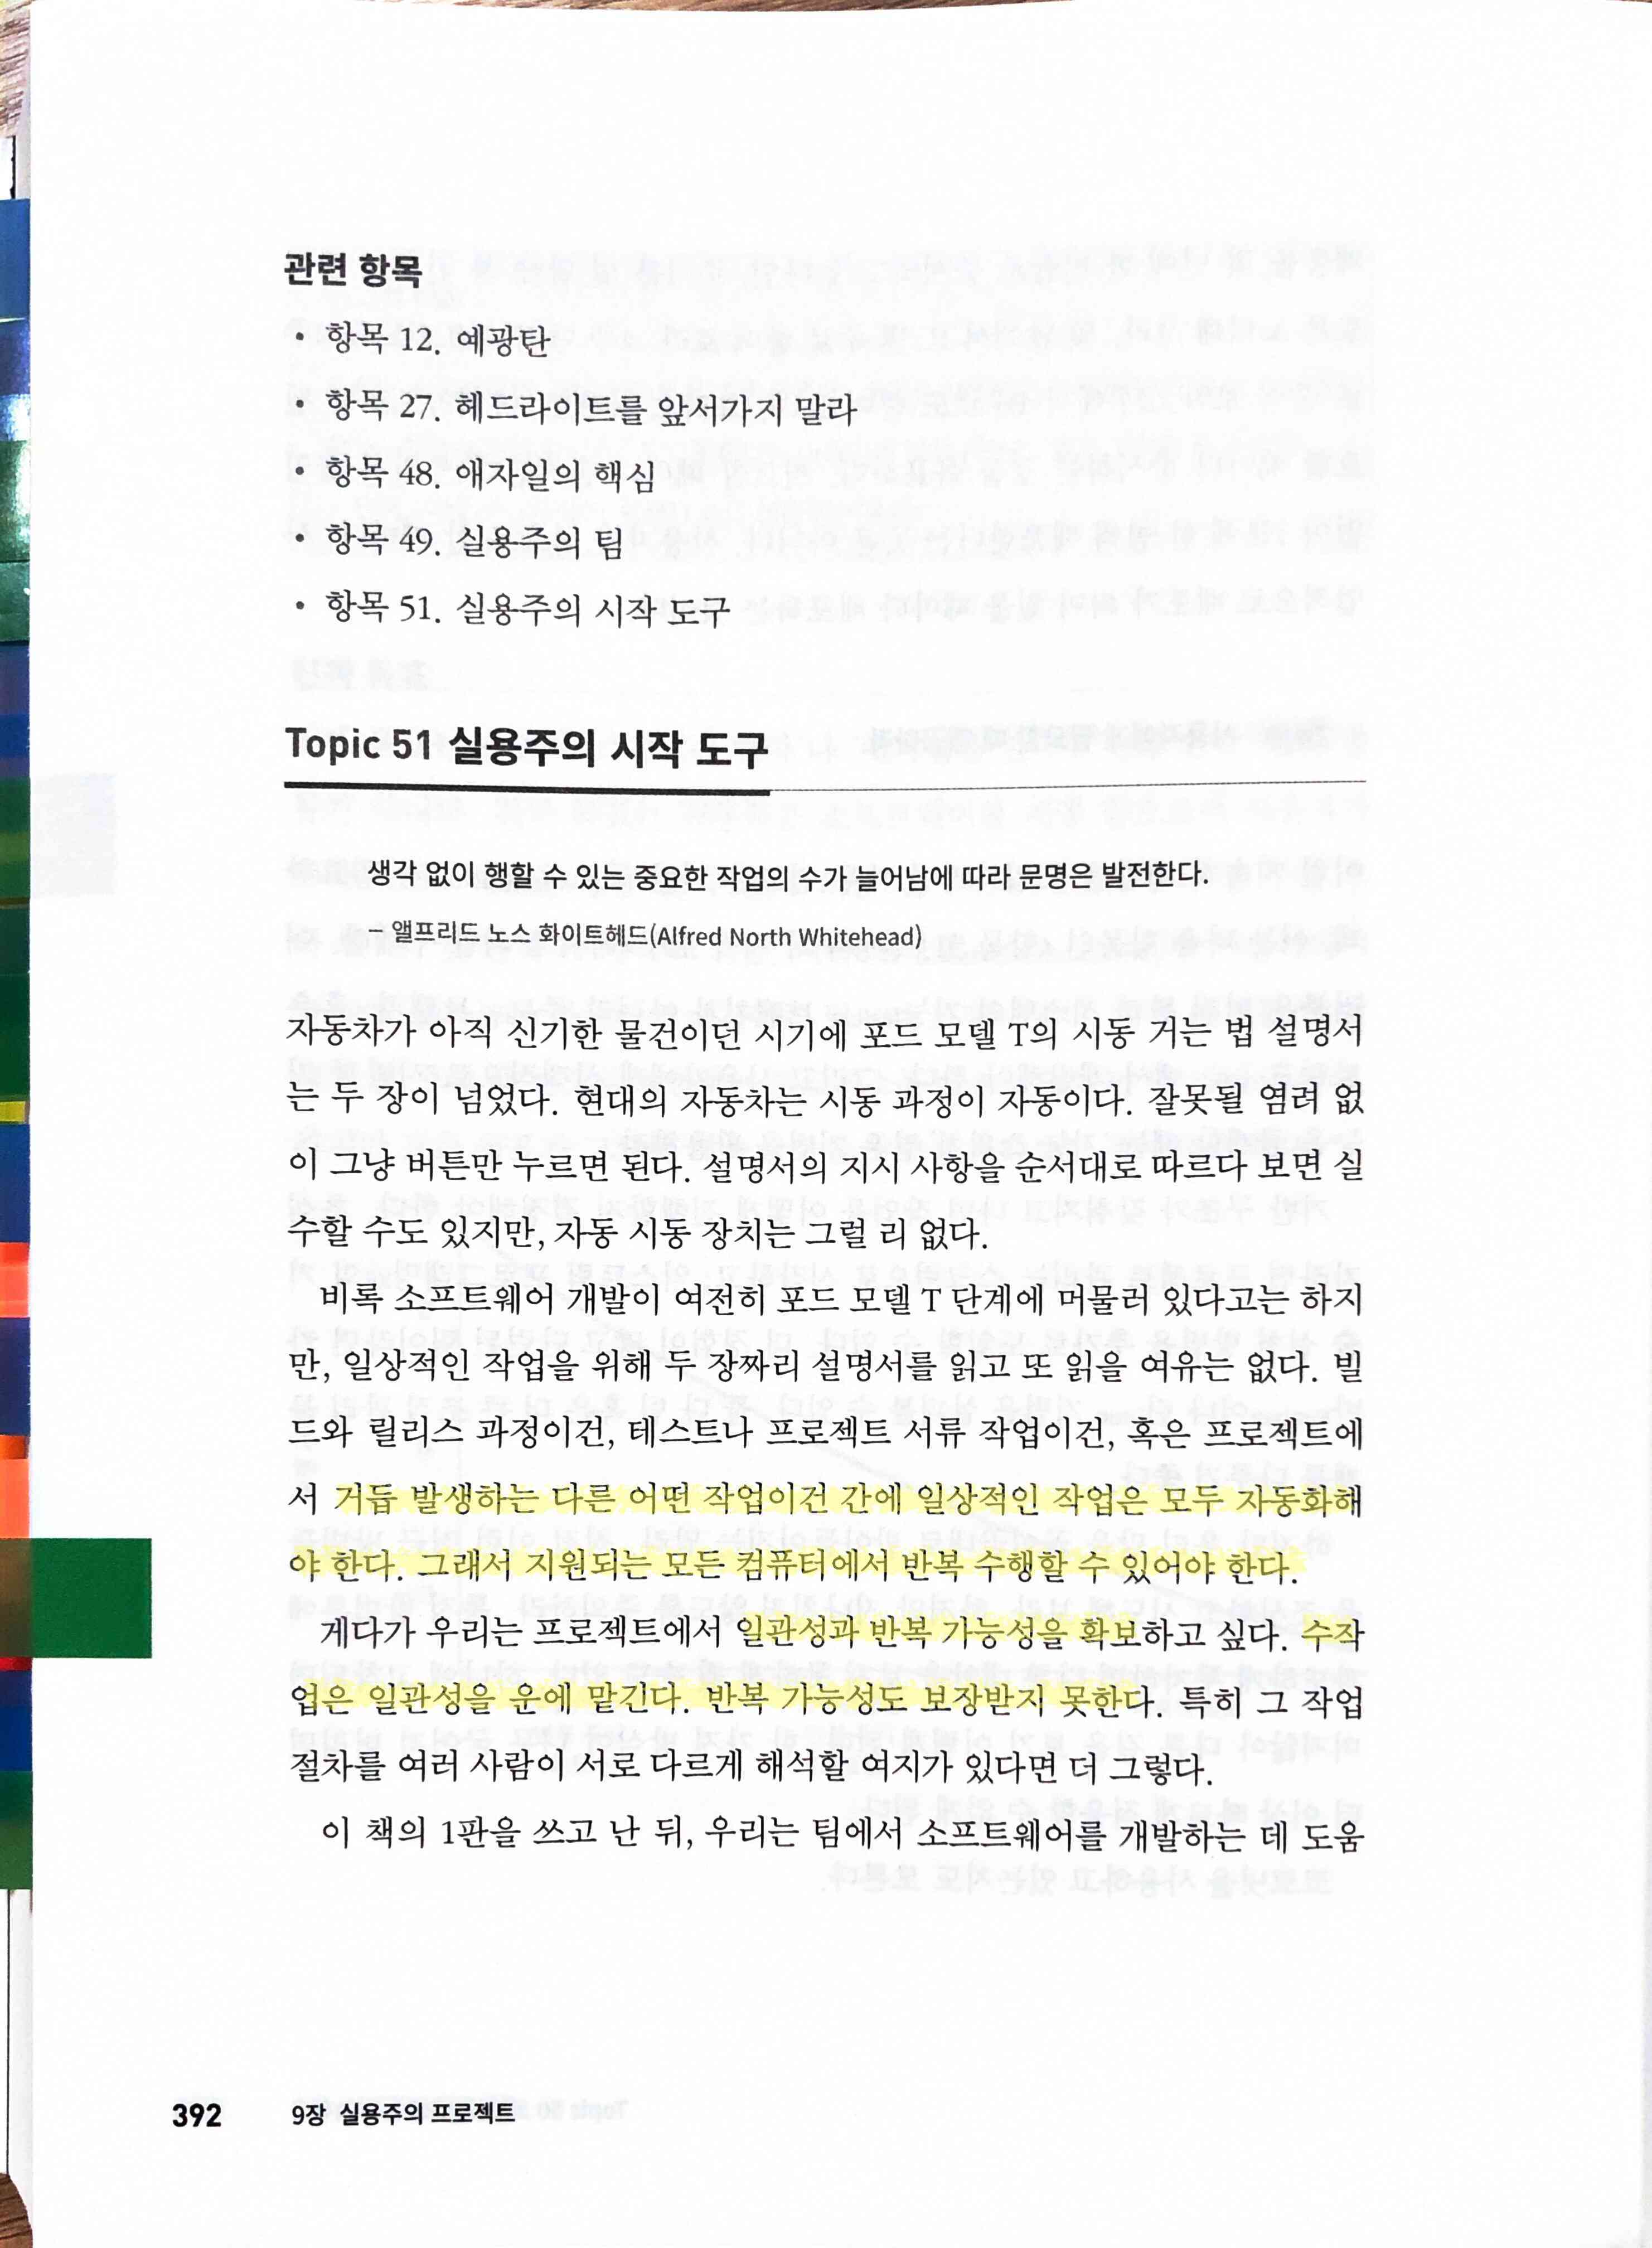 관련 항목
• 항목 12. 예광탄
• 항목 27. 헤드라이트를 앞서가지 말라
• 항목 48. 애자일의 핵심
• 항목 49. 실용주의 팀
• 항목 51. 실용주의 시작 도구
Topic 51 실용주의 시작 도구
생각 없이 행할 수 있는 중요한 작업의 수가 늘어남에 따라 문명은 발전한다.
– 앨프리드 노스 화이트헤드(Alfred North Whitehead)
자동차가 아직 신기한 물건이던 시기에 포드 모델 T의 시동 거는 법 설명서
는 두 장이 넘었다. 현대의 자동차는 시동 과정이 자동이다. 잘못될 염려 없
이 그냥 버튼만 누르면 된다. 설명서의 지시 사항을 순서대로 따르다 보면 실
수할 수도 있지만, 자동 시동 장치는 그럴 리 없다.
비록 소프트웨어 개발이 여전히 포드 모델 T 단계에 머물러 있다고는 하지
만, 일상적인 작업을 위해 두 장짜리 설명서를 읽고 또 읽을 여유는 없다. 빌
드와 릴리스 과정이건, 테스트나 프로젝트 서류 작업이건, 혹은 프로젝트에
서 거듭 발생하는 다른 어떤 작업이건 간에 일상적인 작업은 모두 자동화해
야 한다. 그래서 지원되는 모든 컴퓨터에서 반복 수행할 수 있어야 한다.
게다가 우리는 프로젝트에서 일관성과 반복 가능성을 확보하고 싶다. 수작
업은 일관성을 운에 맡긴다. 반복 가능성도 보장받지 못한다. 특히 그 작업
절차를 여러 사람이 서로 다르게 해석할 여지가 있다면 더 그렇다.
이 책의 1판을 쓰고 난 뒤, 우리는 팀에서 소프트웨어를 개발하는 데 도움
392 9장 실용주의 프로젝트